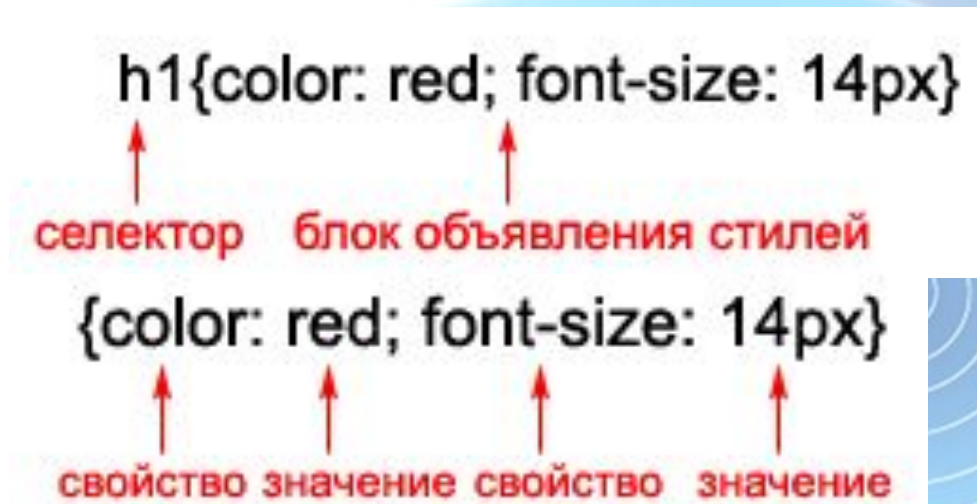 h1{color: red; font-size: 14px}
селектор блок объявления стилей
{color: red; font-size: 14px}
свойство значение свойство значение